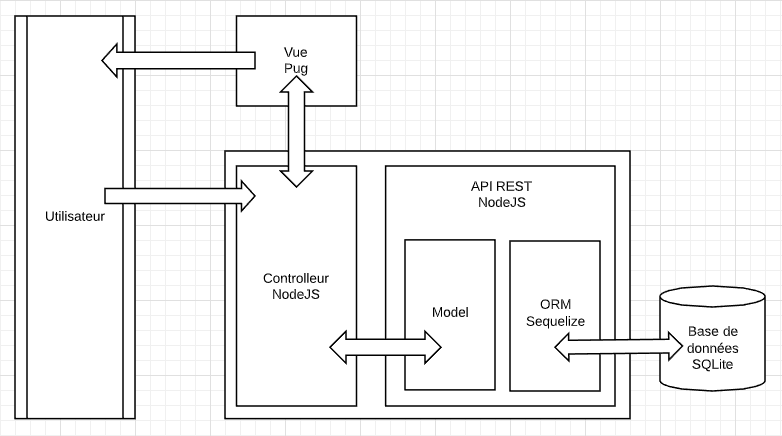 Vue
Pug
API REST
NodeJS
Utilisateur
Controlleur
NodeJS
Model
ORM
Sequelize
Base de
données
SQLite